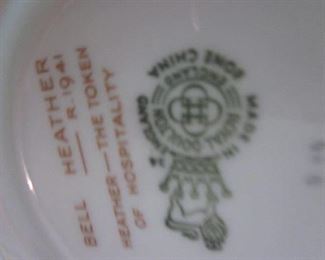 BELL HEATHER
R.1941
HEATHER — THE TOKEN
OF HOSPITALITY
BONE CHINA
ENGLAND
ROYAL DOULTON
MADE IN
ENGLAND